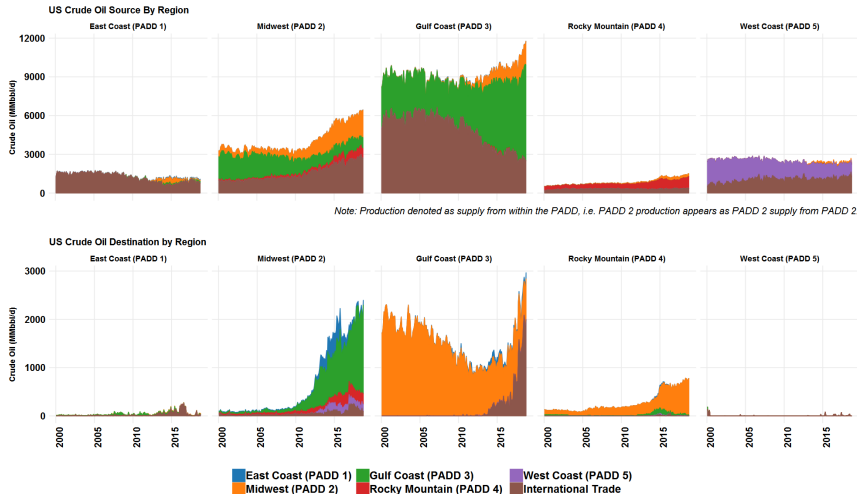 US Crude Oil Source By Region
East Coast (PADD 1) Midwest (PADD 2) Gulf Coast (PADD 3) Rocky Mountain (PADD 4) West Coast (PADD 5)
12000
9000
6000
3000
0
Crude Oil (MMbbl/d)
Note: Production denoted as supply from within the PADD, i.e. PADD 2 production appears as PADD 2 supply from PADD 2.
US Crude Oil Destination by Region
East Coast (PADD 1) Midwest (PADD 2) Gulf Coast (PADD 3) Rocky Mountain (PADD 4) West Coast (PADD 5)
3000
2000
1000
0
Crude Oil (MMbbl/d)
2000 2005 2010 2015 2000 2005 2010 2015 2000 2005 2010 2015 2000 2005 2010 2015 2000 2005 2010 2015
East Coast (PADD 1) Gulf Coast (PADD 3) West Coast (PADD 5)
Midwest (PADD 2) Rocky Mountain (PADD 4) International Trade